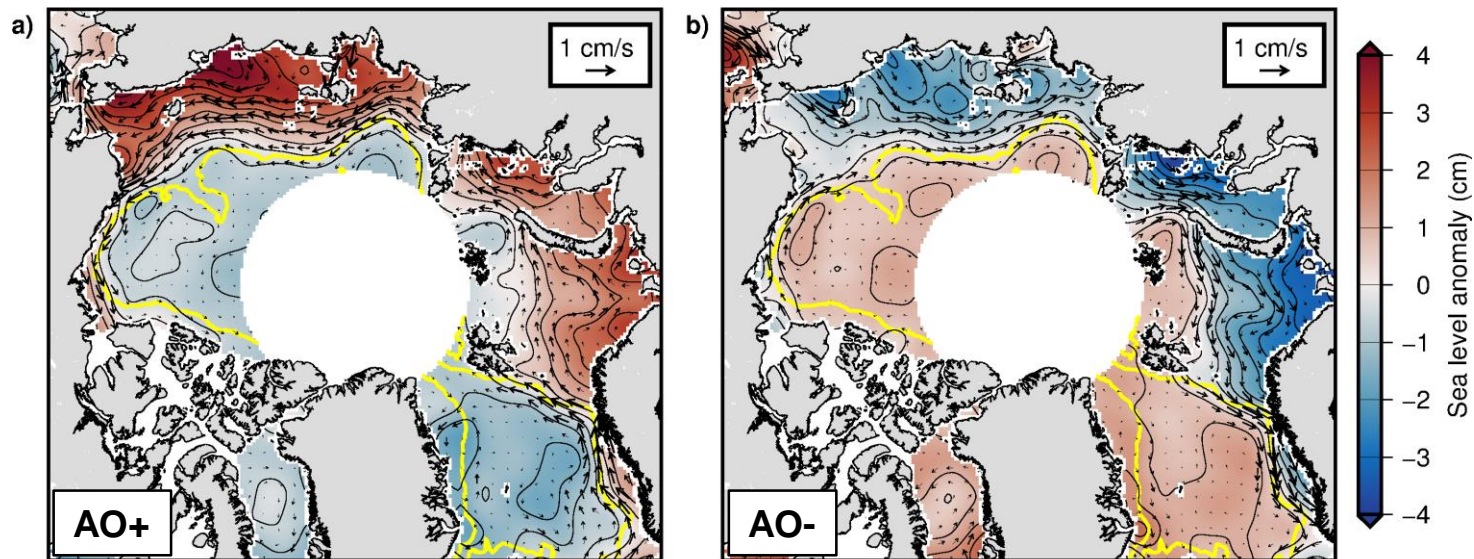 a)
1 cm/s
AO+
b)
1 cm/s
AO-
4
3
2
1
0
−1
−2
−3
−4
Sea level anomaly (cm)